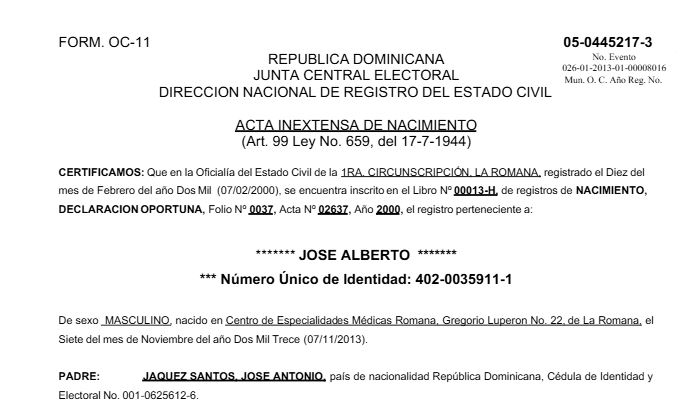 FORM. OC-11
05-0445217-3
No. Evento
026-01-2013-01-00008016
Mun. O. C. Año Reg. No.
REPUBLICA DOMINICANA
JUNTA CENTRAL ELECTORAL
DIRECCION NACIONAL DE REGISTRO DEL ESTADO CIVIL
ACTA INEXTENSA DE NACIMIENTO
(Art. 99 Ley No. 659, del 17-7-1944)
CERTIFICAMOS: Que en la Oficialía del Estado Civil de la 1RA. CIRCUNSCRIPCIÓN, LA ROMANA, registrado el Diez del
mes de Febrero del año Dos Mil (07/02/2000), se encuentra inscrito en el Libro Nº 00013-H, de registros de NACIMIENTO,
DECLARACION OPORTUNA, Folio Nº 0037, Acta Nº 02637, Año 2000, el registro perteneciente a:
******* JOSE ALBERTO *******
*** Número Único de Identidad: 402-0035911-1
De sexo MASCULINO, nacido en Centro de Especialidades Médicas Romana, Gregorio Luperon No. 22, de La Romana, el
Siete del mes de Noviembre del año Dos Mil Trece (07/11/2013).
PADRE: JAQUEZ SANTOS, JOSE ANTONIO, país de nacionalidad República Dominicana, Cédula de Identidad y
Electoral No. 001-0625612-6.